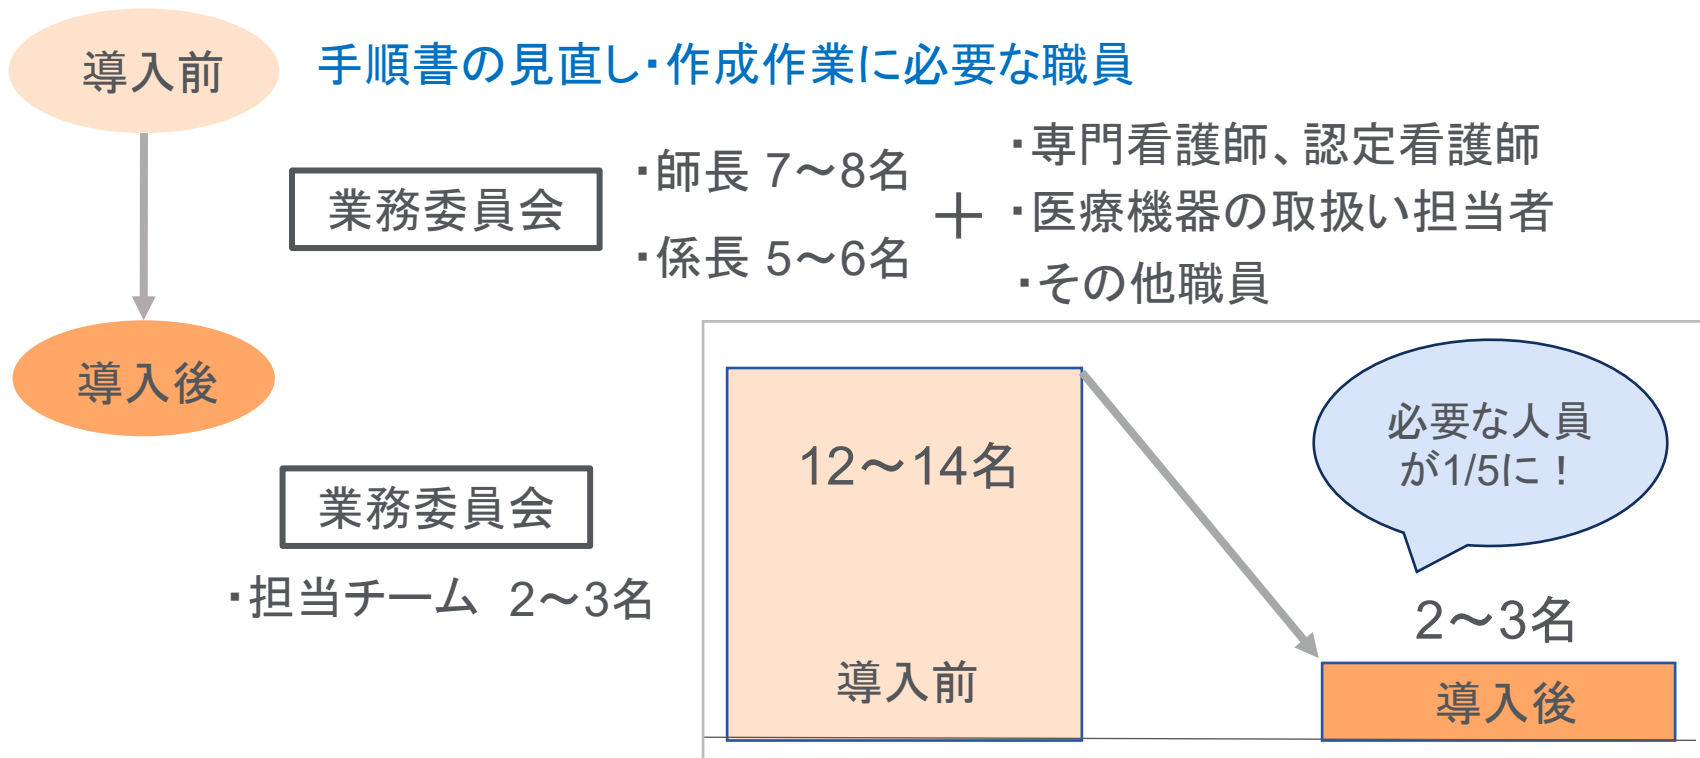 導入前
手順書の見直し・作成作業に必要な職員
業務委員会
・師長 7～8名
・係長 5～6名
＋
・専門看護師、認定看護師
・医療機器の取扱い担当者
・その他職員
導入後
業務委員会
・担当チーム 2～3名
12～14名
導入前
必要な人員
が1/5に！
2～3名
導入後